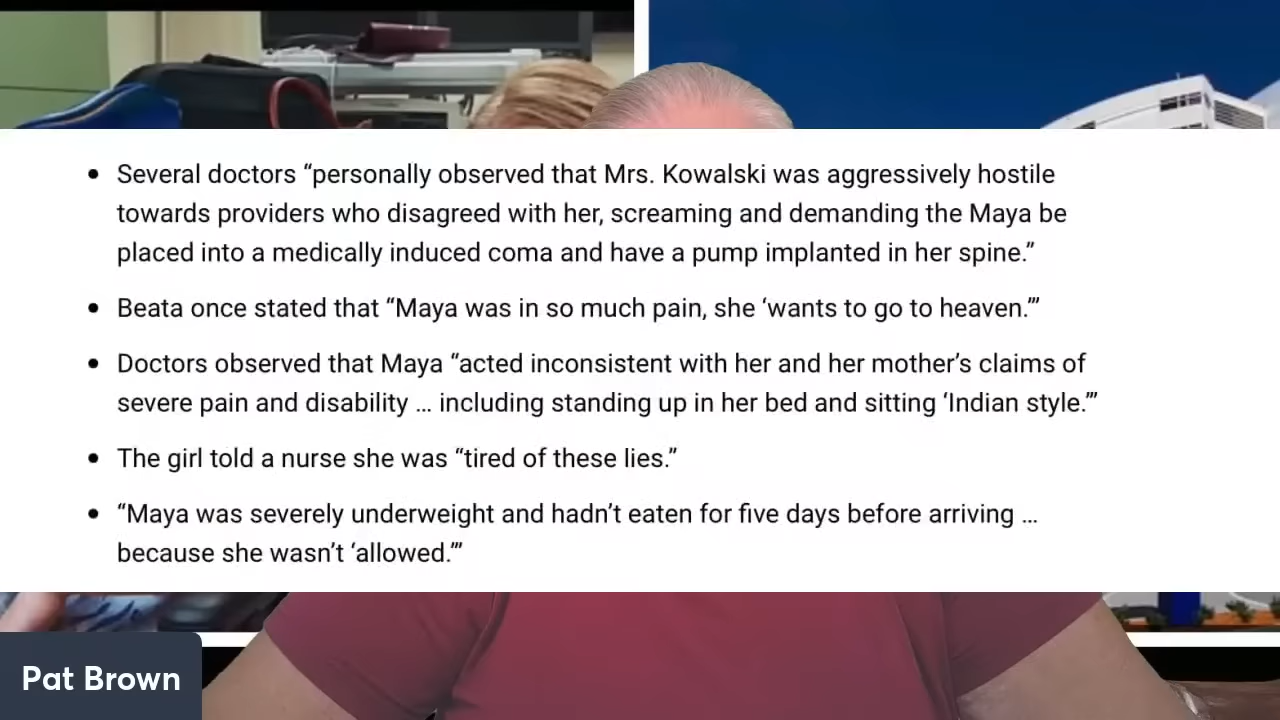 • Several doctors “personally observed that Mrs. Kowalski was aggressively hostile
towards providers who disagreed with her, screaming and demanding the Maya be
placed into a medically induced coma and have a pump implanted in her spine.”
• Beata once stated that “Maya was in so much pain, she ‘wants to go to heaven.’”
• Doctors observed that Maya “acted inconsistent with her and her mother’s claims of
severe pain and disability … including standing up in her bed and sitting ‘Indian style.’”
• The girl told a nurse she was “tired of these lies.”
• “Maya was severely underweight and hadn’t eaten for five days before arriving …
because she wasn’t ‘allowed.’”
Pat Brown